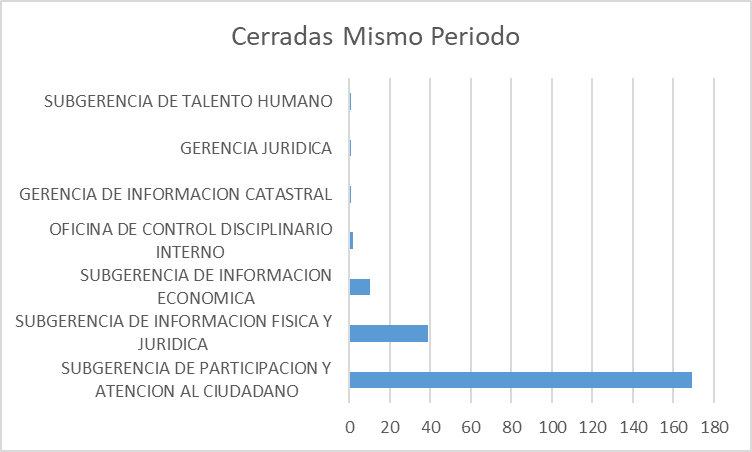 Cerradas Mismo Periodo
SUBGERENCIA DE TALENTO HUMANO
GERENCIA JURIDICA
GERENCIA DE INFORMACION CATASTRAL
OFICINA DE CONTROL DISCIPLINARIO
INTERNO
SUBGERENCIA DE INFORMACION
ECONOMICA
SUBGERENCIA DE INFORMACION FISICA Y
JURIDICA
SUBGERENCIA DE PARTICIPACION Y
ATENCION AL CIUDADANO
0 20 40 60 80 100 120 140 160 180